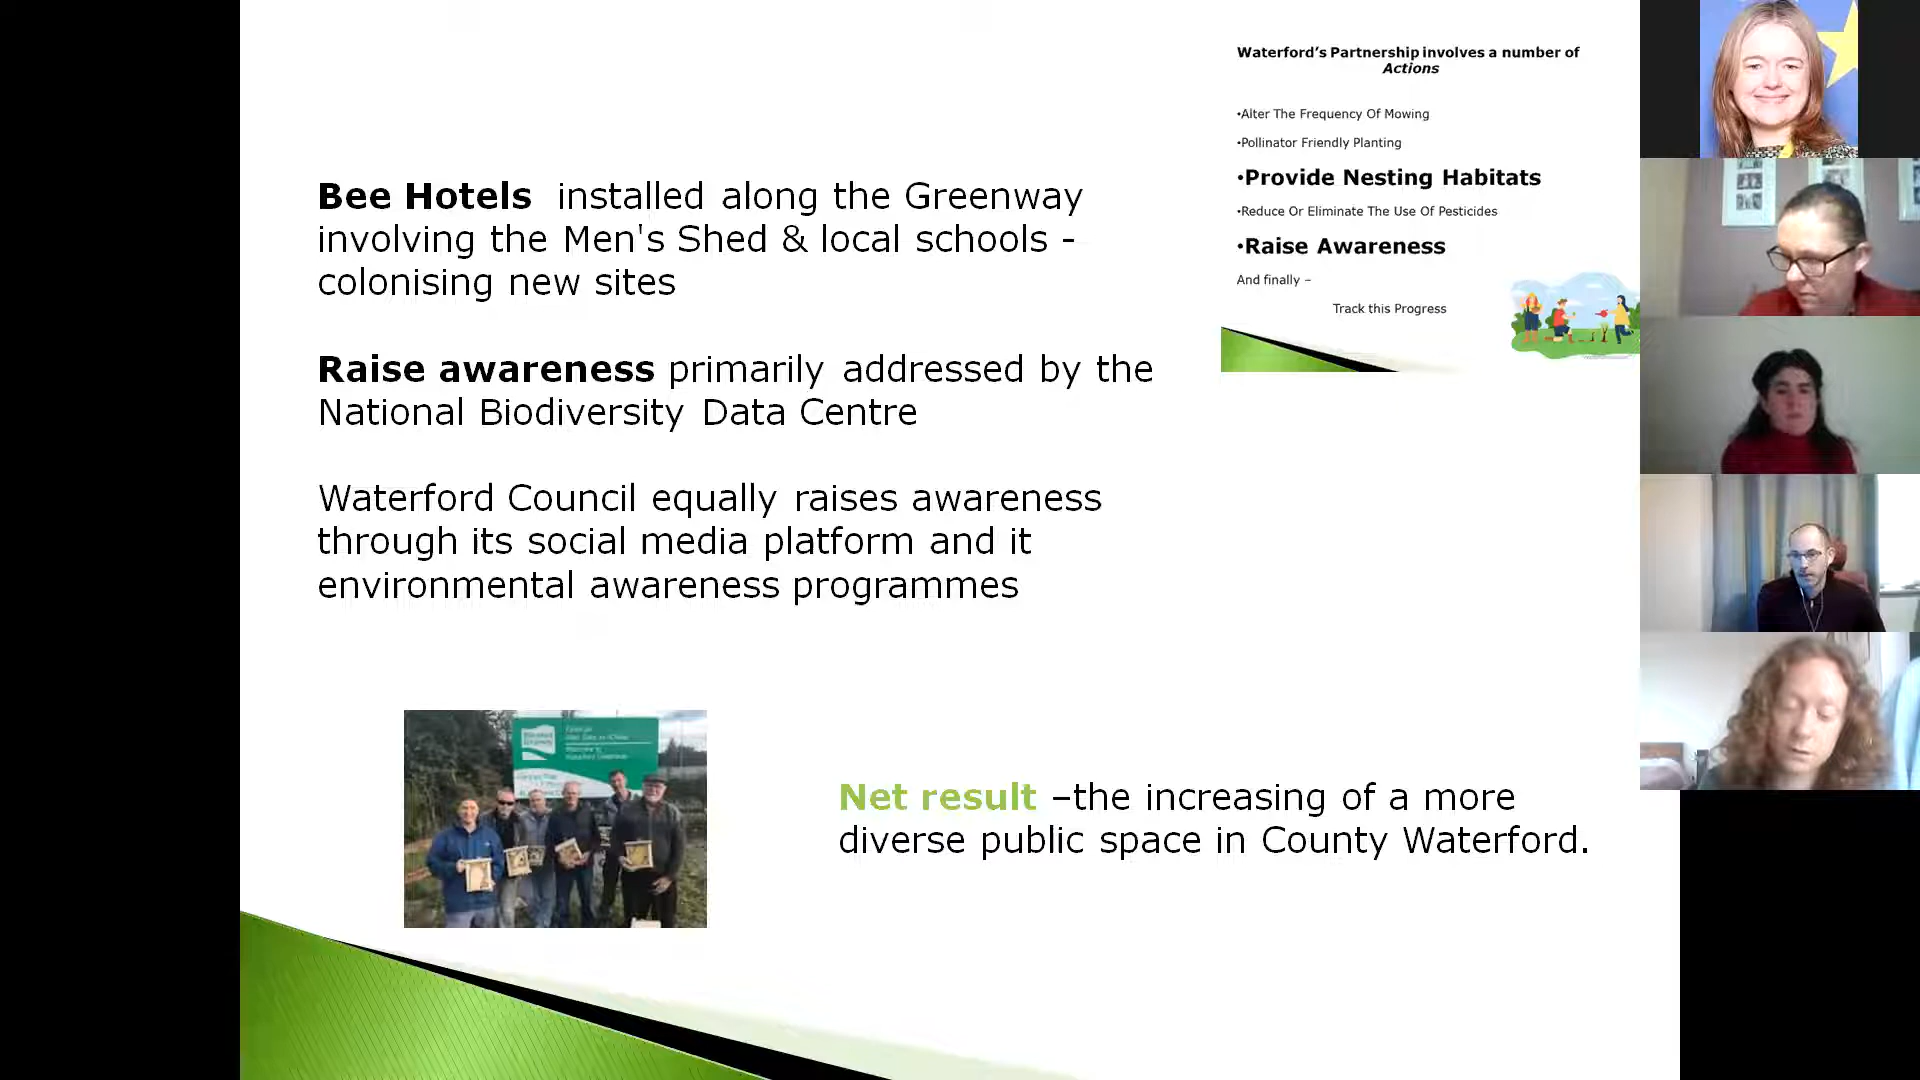 Waterford's Partnership involves a number of
Actions
•Alter The Frequency Of Mowing
•Pollinator Friendly Planting
•Provide Nesting Habitats
•Reduce Or Eliminate The Use Of Pesticides
•Raise Awareness
And finally –
Track this Progress
Bee Hotels installed along the Greenway
involving the Men's Shed & local schools -
colonising new sites
Raise awareness primarily addressed by the
National Biodiversity Data Centre
Waterford Council equally raises awareness
through its social media platform and it
environmental awareness programmes
Net result –the increasing of a more
diverse public space in County Waterford.